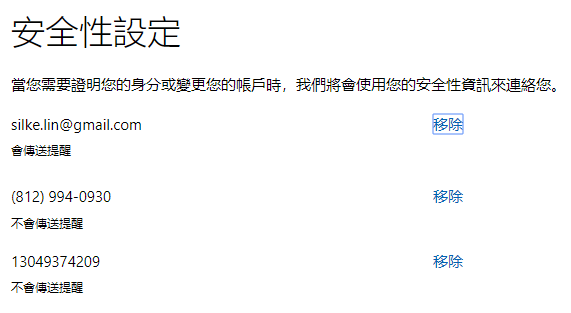 安全性設定
當您需要證明您的身分或變更您的帳戶時，我們將會使用您的安全性資訊來連絡您。
silke.lin@gmail.com 移除
會傳送提醒
(812) 994-0930 移除
不會傳送提醒
13049374209 移除
不會傳送提醒